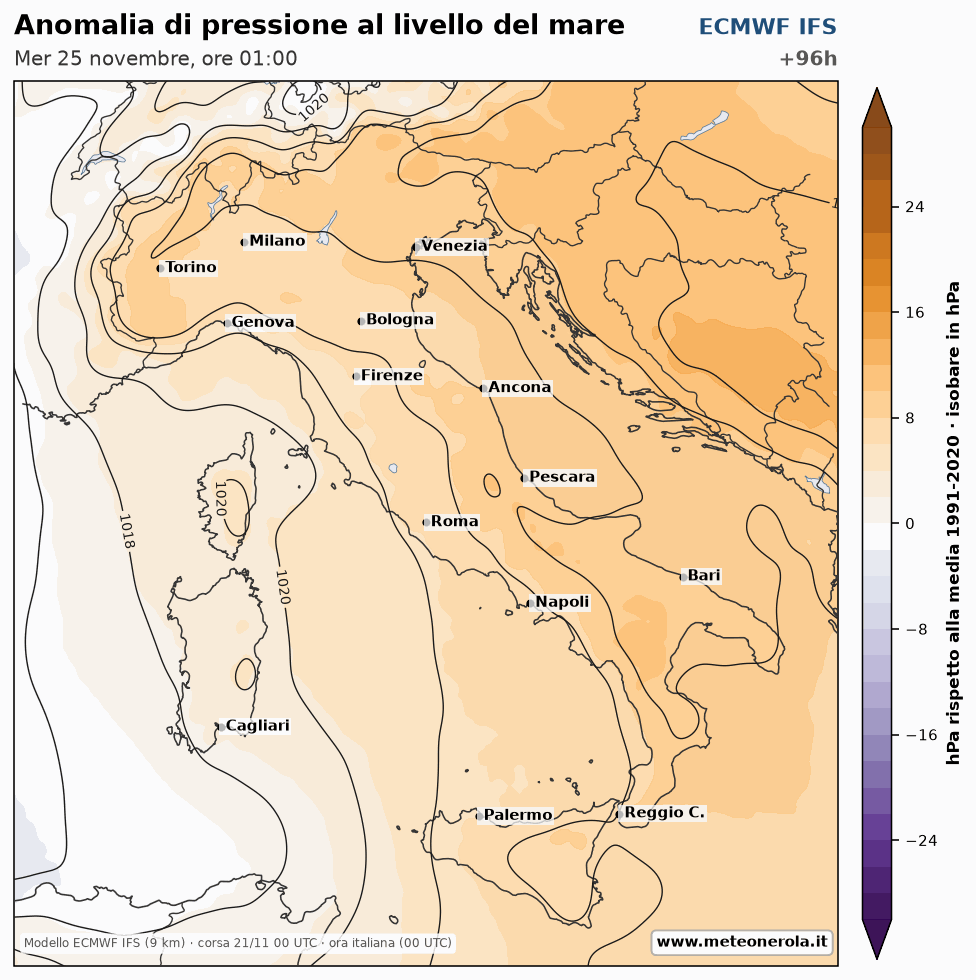 Anomalia di pressione al livello del mare
ECMWF IFS
Mer 25 novembre, ore 01:00
+96h
1020
Milano
Venezia
Torino
Genova
Bologna
Firenze
Ancona
Pescara
1020
1018
Roma
Bari
1020
Napoli
Cagliari
Palermo
Reggio C.
24
16
8
0
−8
−16
−24
hPa rispetto alla media 1991-2020 · isobare in hPa
Modello ECMWF IFS (9 km) · corsa 21/11 00 UTC · ora italiana (00 UTC)
www.meteonerola.it